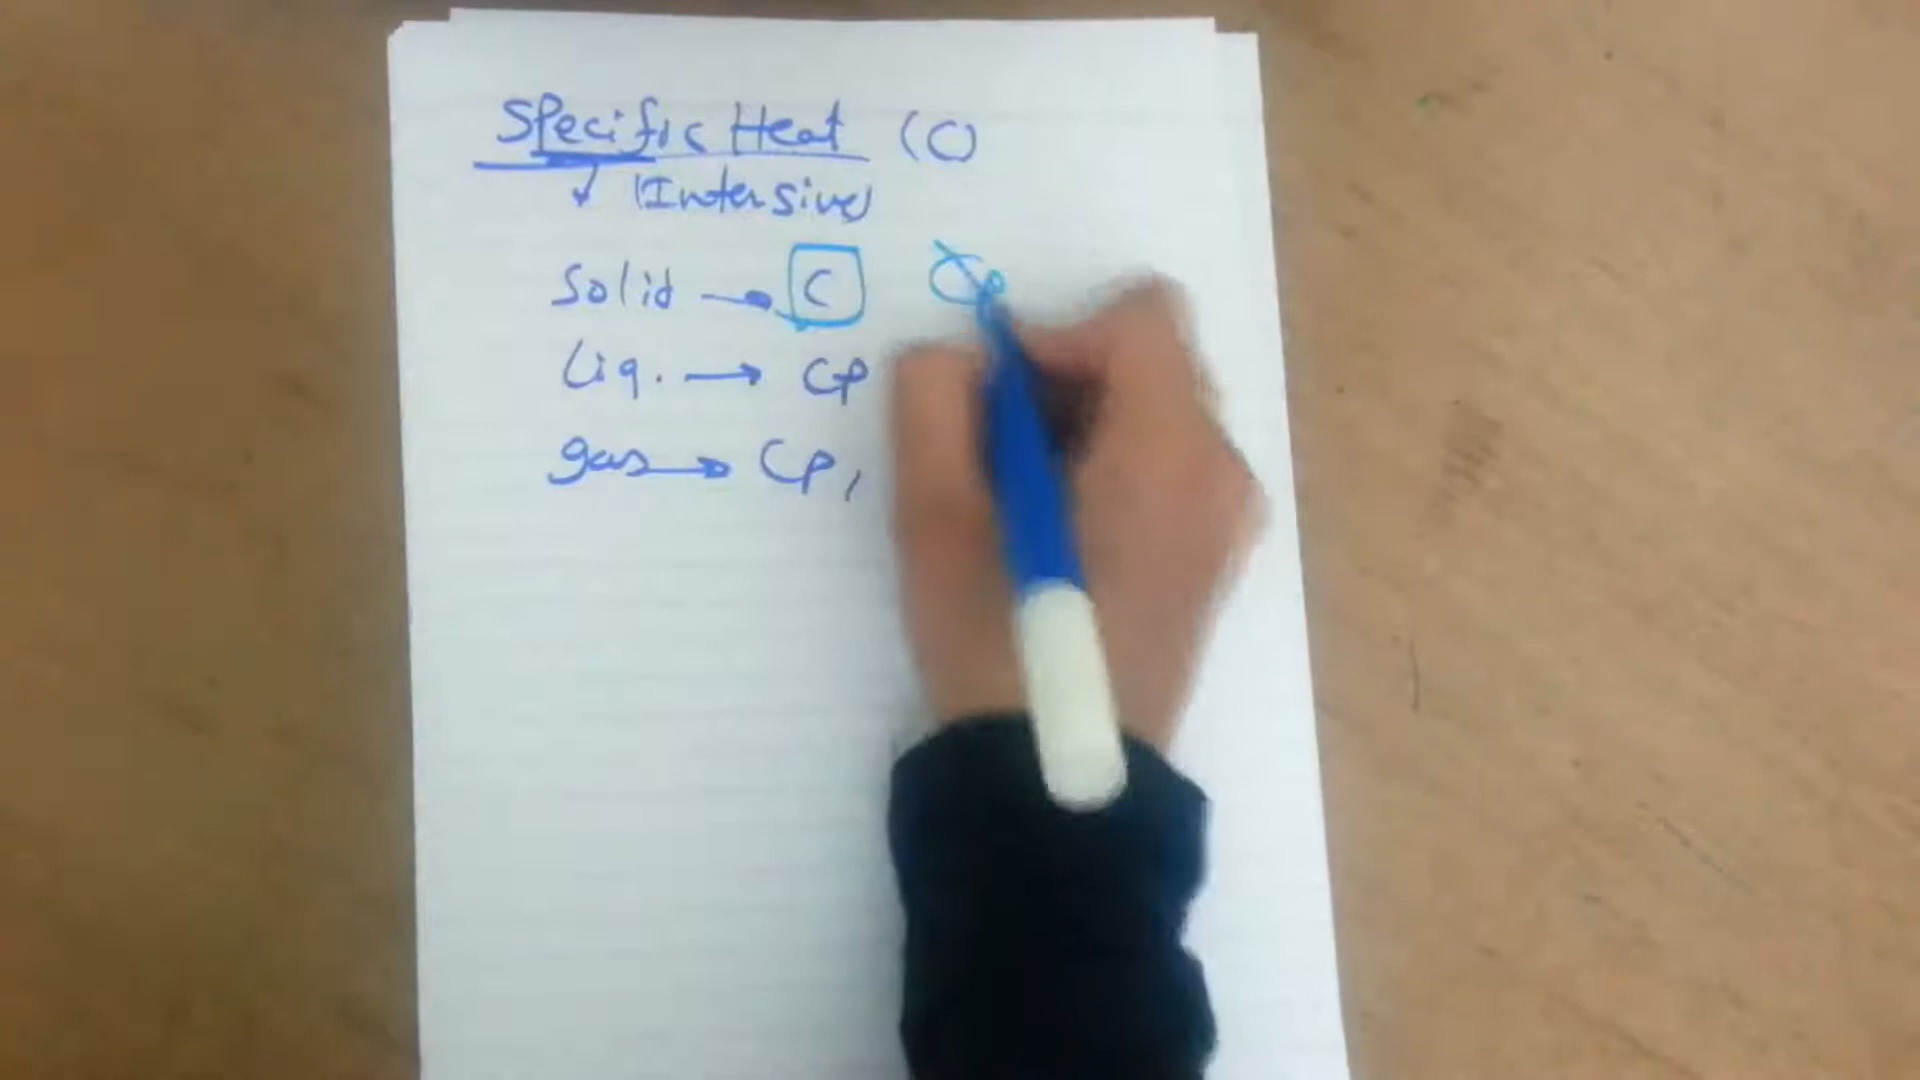 Specific Heat (C)
(Intensive)
Solid → C
Liq. → CP
gas → CP,